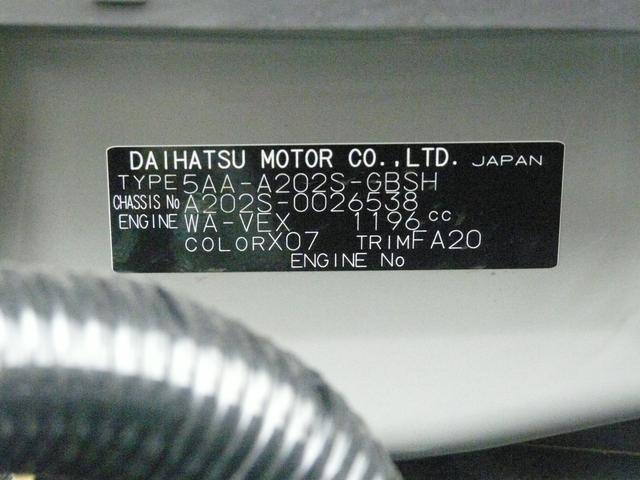 DAIHATSU MOTOR CO.,LTD. JAPAN
TYPE 5AA-A202S-GBSH
CHASSIS No A202S-0026538
ENGINE WA-VEX 1196 cc
COLOR X07 TRIM FA20
ENGINE No